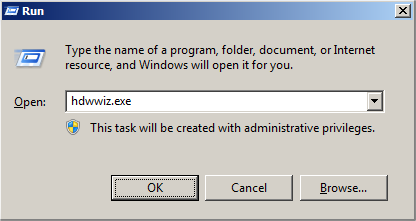 Run
Type the name of a program, folder, document, or Internet
resource, and Windows will open it for you.
Open: hdwwiz.exe
This task will be created with administrative privileges.
OK Cancel Browse...